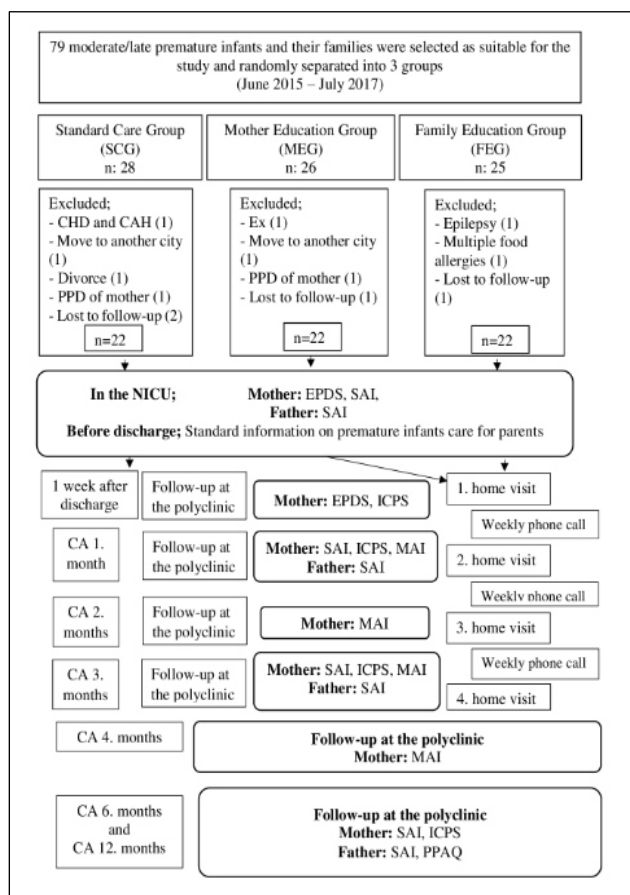 79 moderate/late premature infants and their families were selected as suitable for the
study and randomly separated into 3 groups
(June 2015 – July 2017)
Standard Care Group
(SCG)
n: 28
Mother Education Group
(MEG)
n: 26
Family Education Group
(FEG)
n: 25
Excluded;
- CHD and CAH (1)
- Move to another city
(1)
- Divorce (1)
- PPD of mother (1)
- Lost to follow-up (2)
n=22
Excluded;
- Ex (1)
- Move to another city
(1)
- PPD of mother (1)
- Lost to follow-up (1)
n=22
Excluded;
- Epilepsy (1)
- Multiple food
allergies (1)
- Lost to follow-up
(1)
n=22
In the NICU; Mother: EPDS, SAI,
Father: SAI
Before discharge; Standard information on premature infants care for parents
1 week after
discharge
Follow-up at
the polyclinic
Mother: EPDS, ICPS
1. home visit
Weekly phone call
CA 1.
month
Follow-up at
the polyclinic
Mother: SAI, ICPS, MAI
Father: SAI
2. home visit
Weekly phone call
CA 2.
months
Follow-up at
the polyclinic
Mother: MAI
3. home visit
Weekly phone call
CA 3.
months
Follow-up at
the polyclinic
Mother: SAI, ICPS, MAI
Father: SAI
4. home visit
CA 4. months
Follow-up at the polyclinic
Mother: MAI
CA 6. months
and
CA 12. months
Follow-up at the polyclinic
Mother: SAI, ICPS
Father: SAI, PPAQ